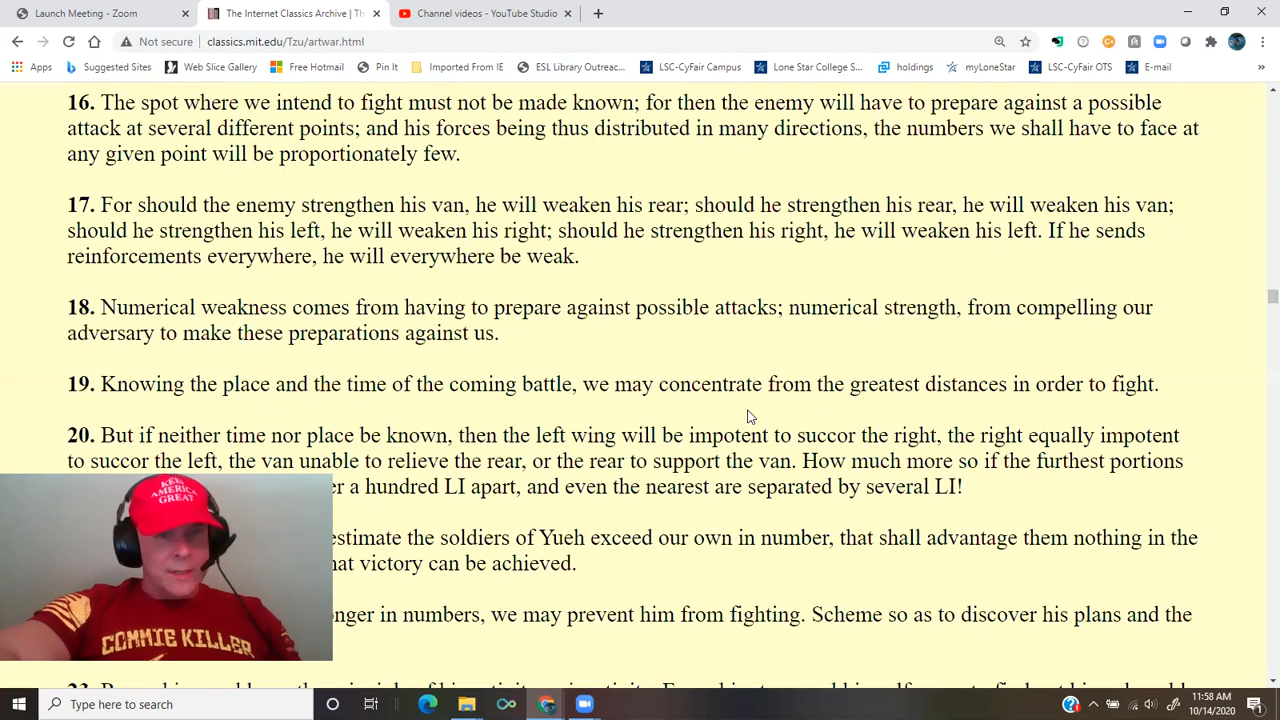 Launch Meeting - Zoom
The Internet Classics Archive | Th
Channel videos - YouTube Studio
Not secure | classics.mit.edu/Tzu/artwar.html
Apps Suggested Sites Web Slice Gallery Free Hotmail Pin It Imported From IE ESL Library Outreac... LSC-CyFair Campus Lone Star College S... holdings myLoneStar LSC-CyFair OTS E-mail »
16. The spot where we intend to fight must not be made known; for then the enemy will have to prepare against a possible
attack at several different points; and his forces being thus distributed in many directions, the numbers we shall have to face at
any given point will be proportionately few.
17. For should the enemy strengthen his van, he will weaken his rear; should he strengthen his rear, he will weaken his van;
should he strengthen his left, he will weaken his right; should he strengthen his right, he will weaken his left. If he sends
reinforcements everywhere, he will everywhere be weak.
18. Numerical weakness comes from having to prepare against possible attacks; numerical strength, from compelling our
adversary to make these preparations against us.
19. Knowing the place and the time of the coming battle, we may concentrate from the greatest distances in order to fight.
20. But if neither time nor place be known, then the left wing will be impotent to succor the right, the right equally impotent
to succor the left, the van unable to relieve the rear, or the rear to support the van. How much more so if the furthest portions
r a hundred LI apart, and even the nearest are separated by several LI!
estimate the soldiers of Yueh exceed our own in number, that shall advantage them nothing in the
hat victory can be achieved.
onger in numbers, we may prevent him from fighting. Scheme so as to discover his plans and the
KEEP
AMERICA
GREAT
COMMIE KILLER
Type here to search
11:58 AM
10/14/2020
1